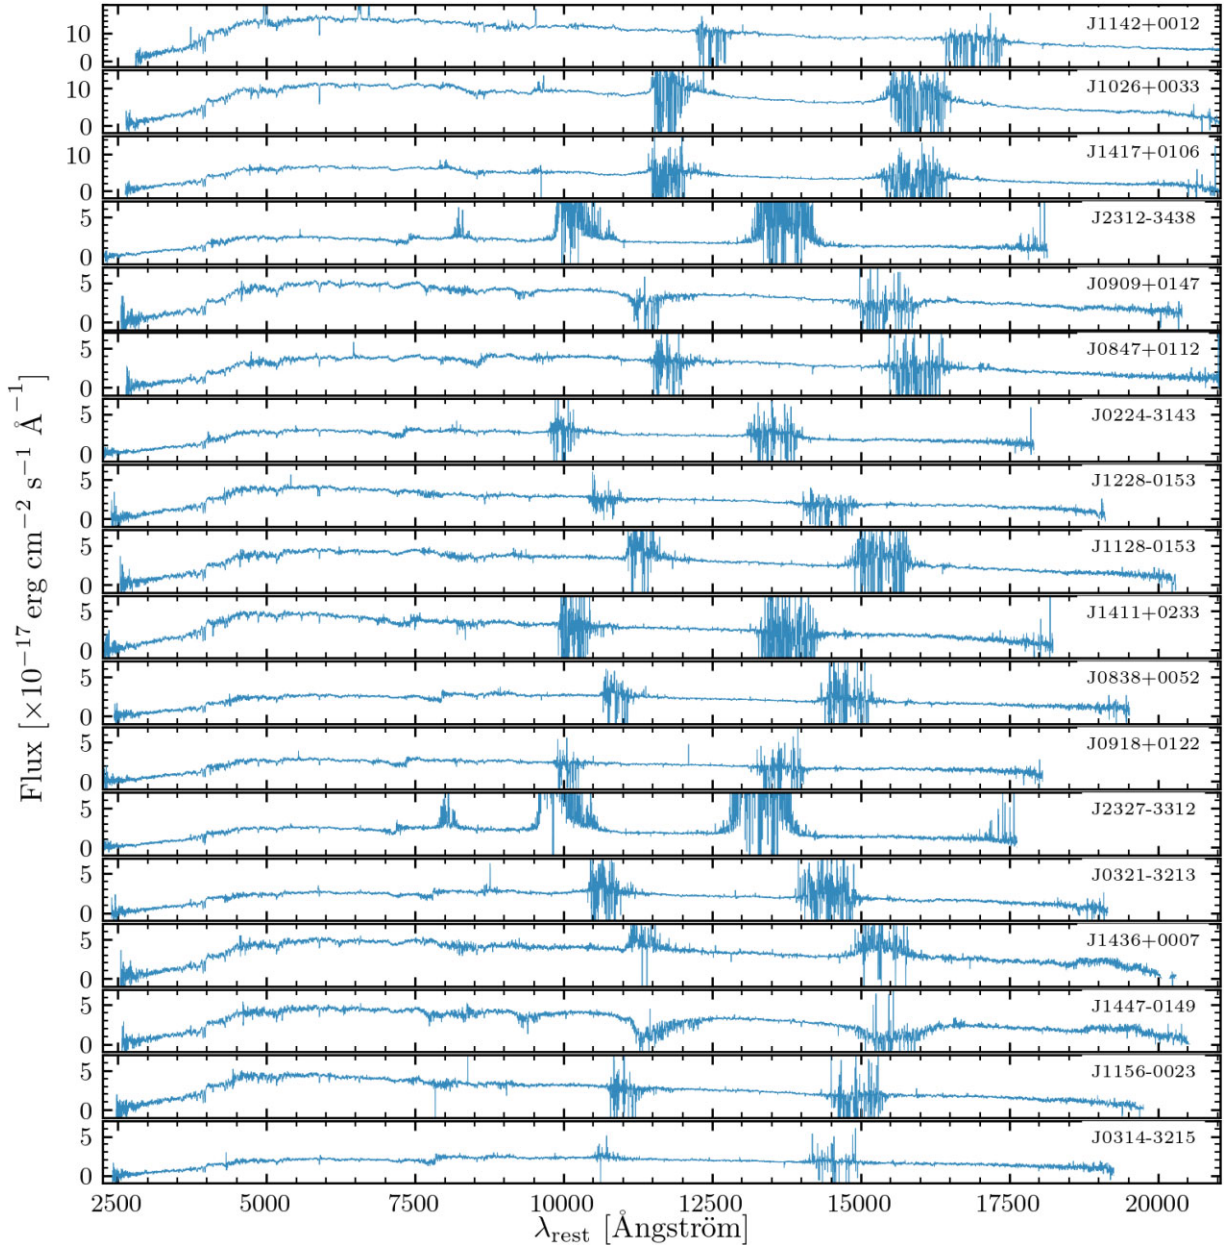 J1142+0012
10
0
J1026+0033
10
0
J1417+0106
10
0
J2312-3438
5
0
J0909+0147
5
0
J0847+0112
5
0
J0224-3143
5
0
J1228-0153
5
0
J1128-0153
5
0
J1411+0233
5
0
J0838+0052
5
0
J0918+0122
5
0
J2327-3312
5
0
J0321-3213
5
0
J1436+0007
5
0
J1447-0149
5
0
J1156-0023
5
0
J0314-3215
5
0
Flux [×10⁻¹⁷ erg cm⁻² s⁻¹ Å⁻¹]
2500 5000 7500 10000 12500 15000 17500 20000
λrest [Ångström]